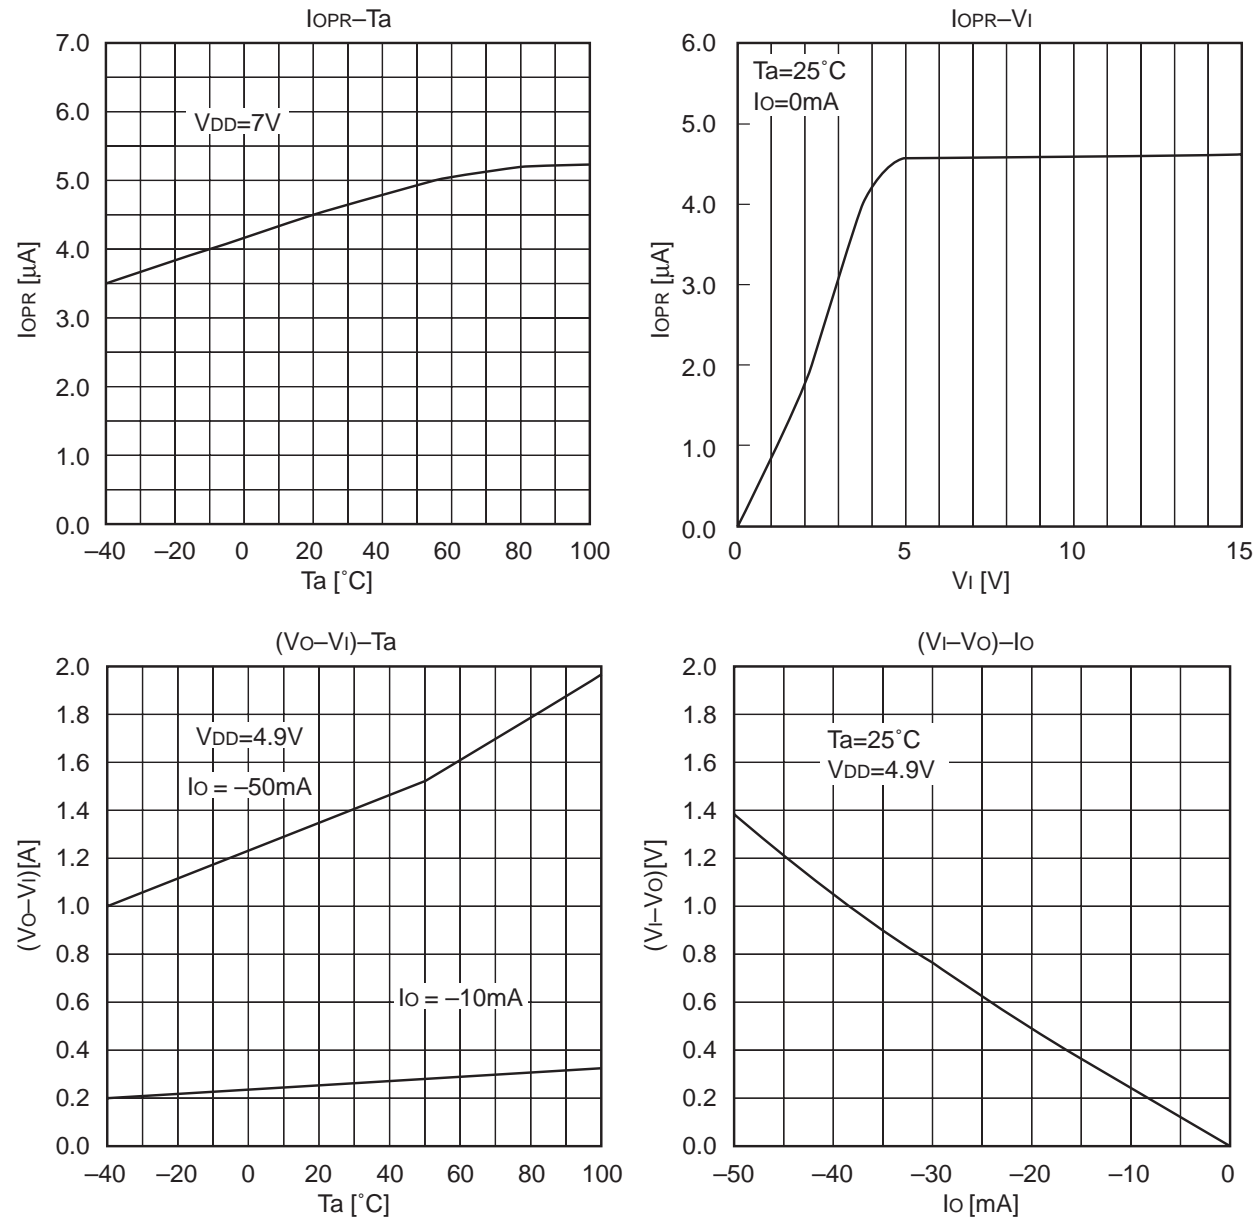 IOPR–Ta
7.0
6.0
5.0
4.0
3.0
2.0
1.0
0.0
VDD=7V
IOPR [µA]
–40 –20 0 20 40 60 80 100
Ta [˚C]
IOPR–VI
6.0
5.0
4.0
3.0
2.0
1.0
0.0
Ta=25˚C
IO=0mA
IOPR [µA]
0 5 10 15
VI [V]
(VO–VI)–Ta
2.0
1.8
1.6
1.4
1.2
1.0
0.8
0.6
0.4
0.2
0.0
VDD=4.9V
IO = –50mA
IO = –10mA
(VO–VI)[A]
–40 –20 0 20 40 60 80 100
Ta [˚C]
(VI–VO)–IO
2.0
1.8
1.6
1.4
1.2
1.0
0.8
0.6
0.4
0.2
0.0
Ta=25˚C
VDD=4.9V
(VI–VO)[V]
–50 –40 –30 –20 –10 0
IO [mA]